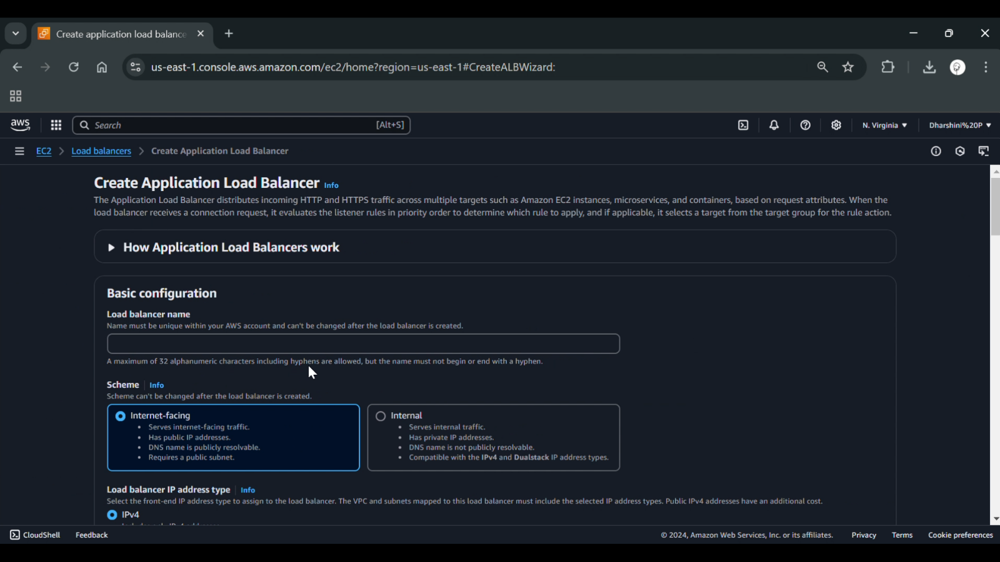 Create application load balance
us-east-1.console.aws.amazon.com/ec2/home?region=us-east-1#CreateALBWizard:
aws
Search
[Alt+S]
N. Virginia
Dharshini%20P
EC2
Load balancers
Create Application Load Balancer
Create Application Load Balancer Info
The Application Load Balancer distributes incoming HTTP and HTTPS traffic across multiple targets such as Amazon EC2 instances, microservices, and containers, based on request attributes. When the
load balancer receives a connection request, it evaluates the listener rules in priority order to determine which rule to apply, and if applicable, it selects a target from the target group for the rule action.
How Application Load Balancers work
Basic configuration
Load balancer name
Name must be unique within your AWS account and can't be changed after the load balancer is created.
A maximum of 32 alphanumeric characters including hyphens are allowed, but the name must not begin or end with a hyphen.
Scheme Info
Scheme can't be changed after the load balancer is created.
Internet-facing
• Serves internet-facing traffic.
• Has public IP addresses.
• DNS name is publicly resolvable.
• Requires a public subnet.
Internal
• Serves internal traffic.
• Has private IP addresses.
• DNS name is not publicly resolvable.
• Compatible with the IPv4 and Dualstack IP address types.
Load balancer IP address type Info
Select the front-end IP address type to assign to the load balancer. The VPC and subnets mapped to this load balancer must include the selected IP address types. Public IPv4 addresses have an additional cost.
IPv4
CloudShell
Feedback
© 2024, Amazon Web Services, Inc. or its affiliates.
Privacy
Terms
Cookie preferences